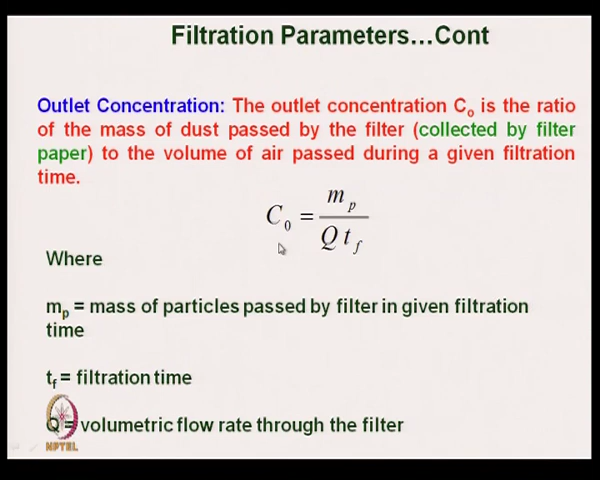 Filtration Parameters...Cont
Outlet Concentration: The outlet concentration Cₒ is the ratio
of the mass of dust passed by the filter (collected by filter
paper) to the volume of air passed during a given filtration
time.
C₀ = mₚ / (Q t_f)
Where
mₚ = mass of particles passed by filter in given filtration
time
t_f = filtration time
Q = volumetric flow rate through the filter
NPTEL